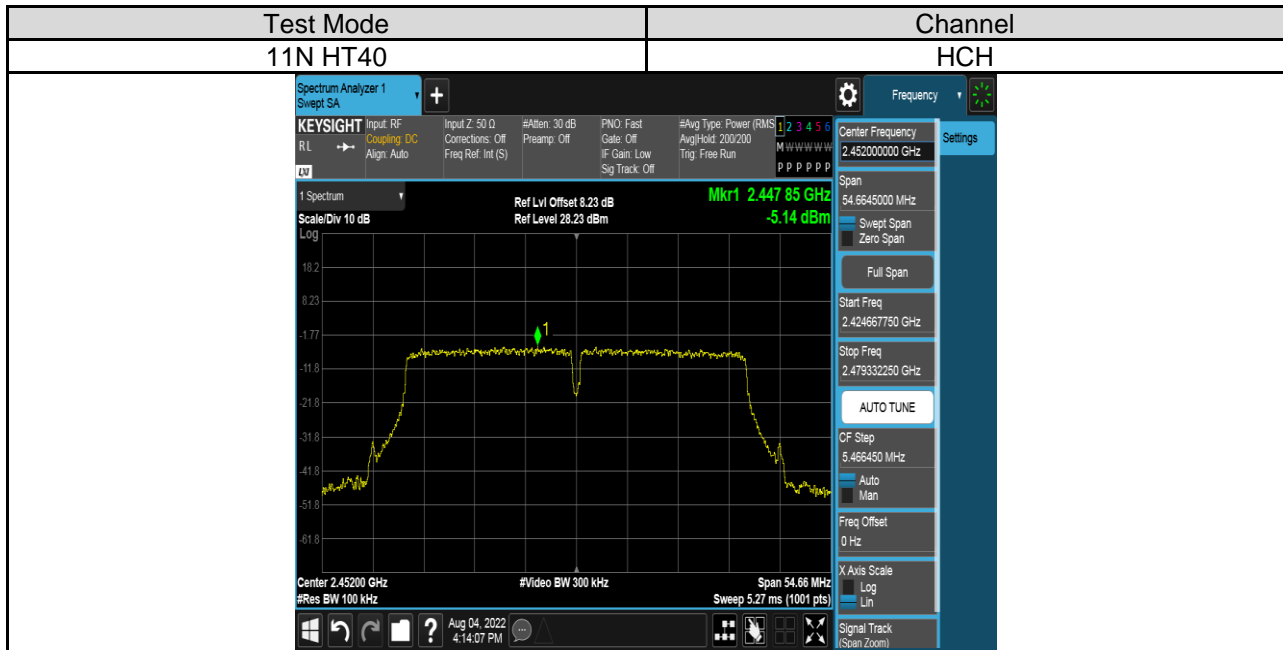 Test Mode Channel
11N HT40 HCH
Spectrum Analyzer 1
Swept SA
Frequency
KEYSIGHT Input: RF Input Z: 50 Ω #Atten: 30 dB PNO: Fast #Avg Type: Power (RMS 1 2 3 4 5 6
RL Coupling: DC Corrections: Off Preamp: Off Gate: Off Avg|Hold: 200/200 M W W W W W
Align: Auto Freq Ref: Int (S) IF Gain: Low Trig: Free Run
LXI Sig Track: Off P P P P P P
1 Spectrum
Ref Lvl Offset 8.23 dB
Mkr1 2.447 85 GHz
Scale/Div 10 dB Ref Level 28.23 dBm -5.14 dBm
Log
18.2
8.23
1
-1.77
-11.8
-21.8
-31.8
-41.8
-51.8
-61.8
Center 2.45200 GHz #Video BW 300 kHz Span 54.66 MHz
#Res BW 100 kHz Sweep 5.27 ms (1001 pts)
? Aug 04, 2022
4:14:07 PM
Center Frequency
2.452000000 GHz
Settings
Span
54.6645000 MHz
Swept Span
Zero Span
Full Span
Start Freq
2.424667750 GHz
Stop Freq
2.479332250 GHz
AUTO TUNE
CF Step
5.466450 MHz
Auto
Man
Freq Offset
0 Hz
X Axis Scale
Log
Lin
Signal Track
(Span Zoom)